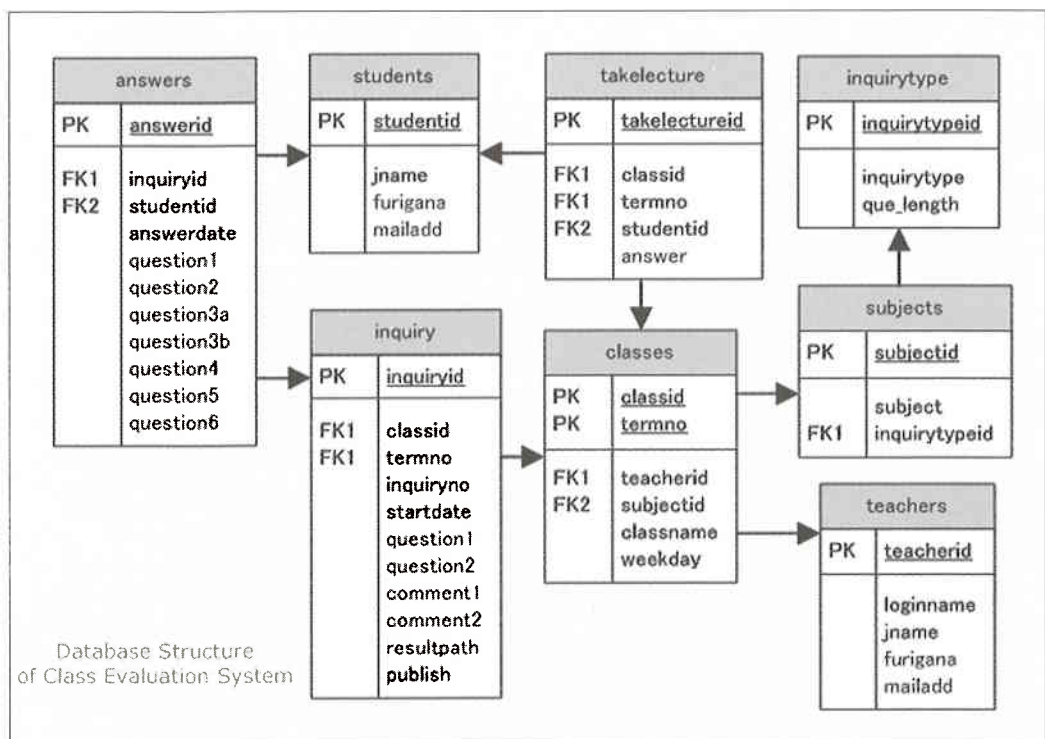 answers
PK answerid
FK1 inquiryid
FK2 studentid
answerdate
question1
question2
question3a
question3b
question4
question5
question6
students
PK studentid
jname
furigana
mailadd
takelecture
PK takelectureid
FK1 classid
FK1 termno
FK2 studentid
answer
inquirytype
PK inquirytypeid
inquirytype
que_length
inquiry
PK inquiryid
FK1 classid
FK1 termno
inquiryno
startdate
question1
question2
comment1
comment2
resultpath
publish
classes
PK classid
PK termno
FK1 teacherid
FK2 subjectid
classname
weekday
subjects
PK subjectid
subject
FK1 inquirytypeid
teachers
PK teacherid
loginname
jname
furigana
mailadd
Database Structure
of Class Evaluation System